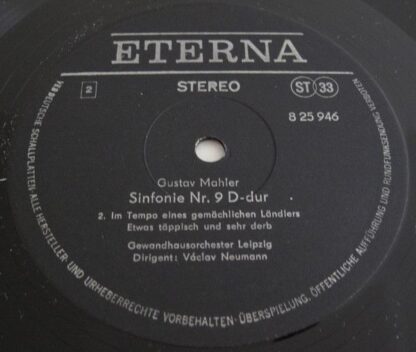 ETERNA
2
STEREO
ST 33
8 25 946
Gustav Mahler
Sinfonie Nr. 9 D-dur
2. Im Tempo eines gemächlichen Ländlers
Etwas täppisch und sehr derb
Gewandhausorchester Leipzig
Dirigent: Václav Neumann
VEB DEUTSCHE SCHALLPLATTEN · ALLE HERSTELLER- UND URHEBERRECHTE VORBEHALTEN · ÜBERSPIELUNG, ÖFFENTLICHE AUFFÜHRUNG UND RUNDFUNKSENDUNG VERBOTEN